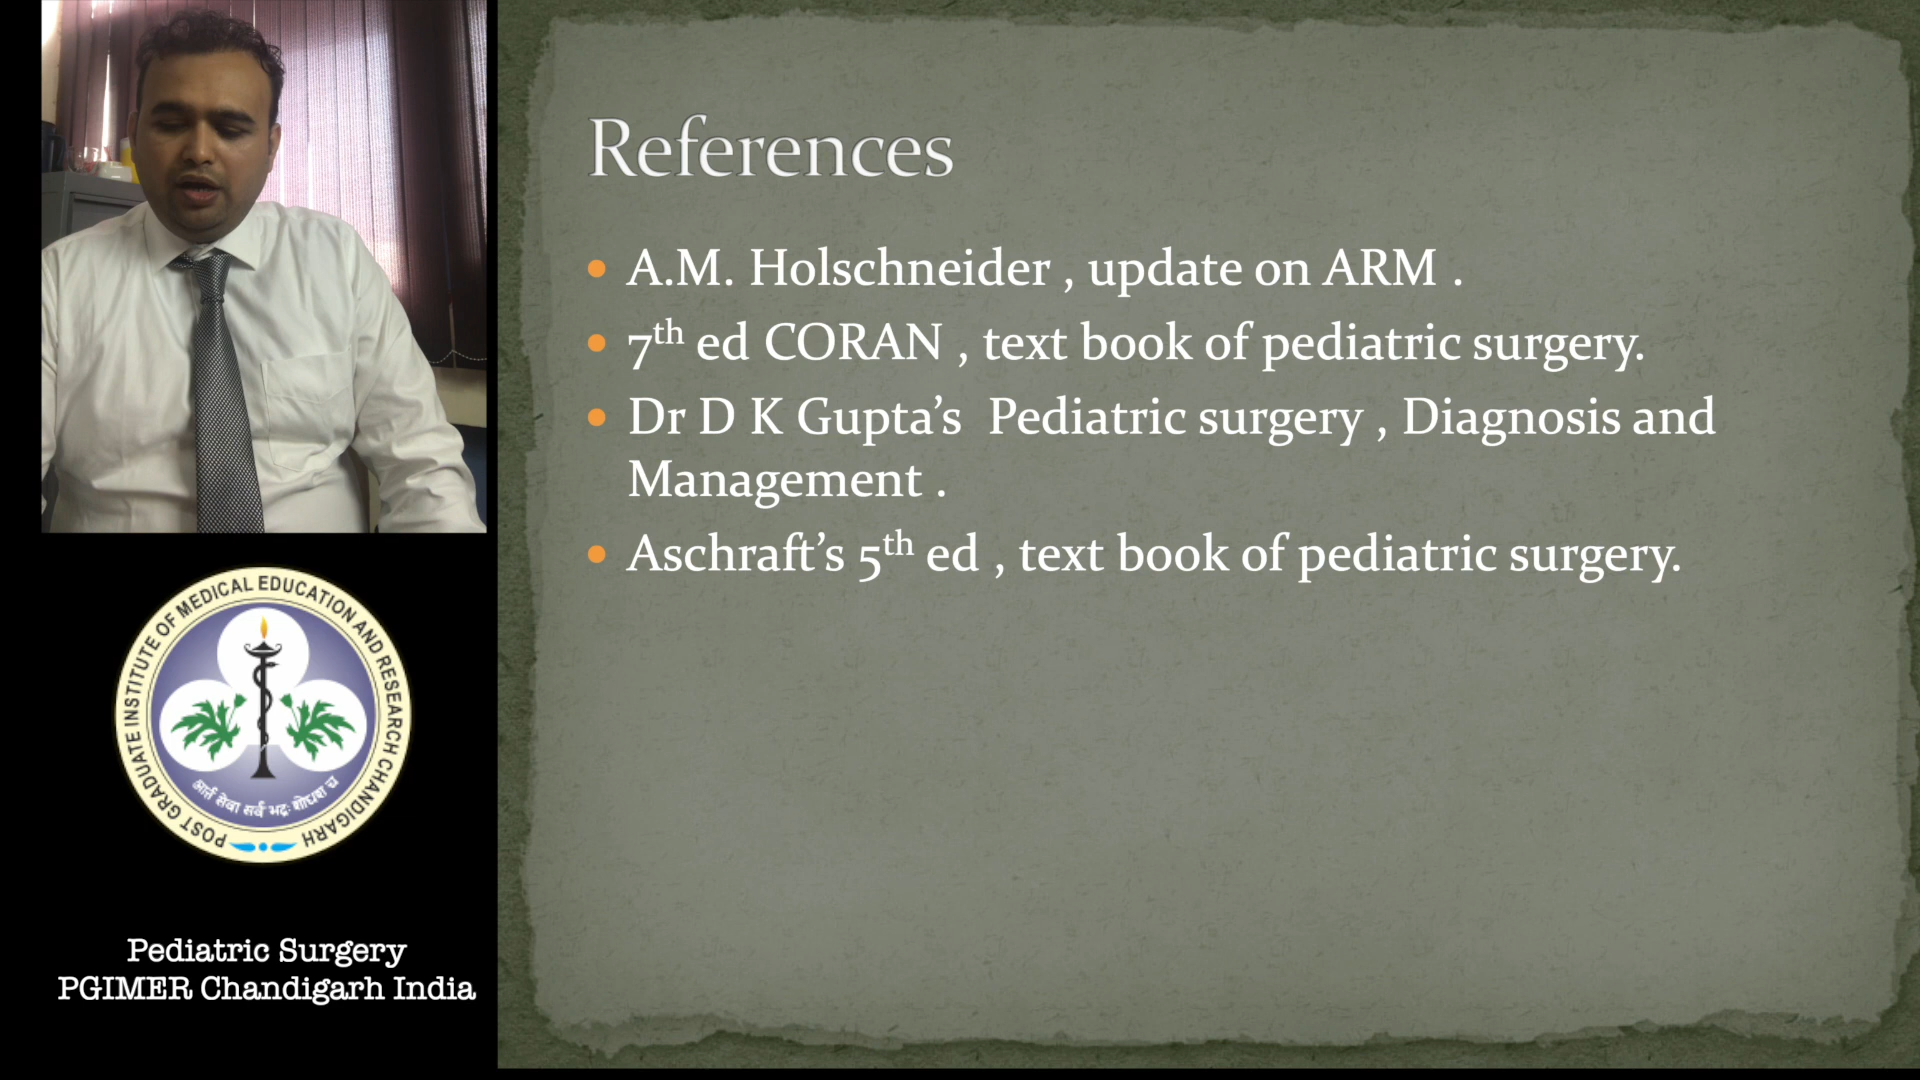 References
A.M. Holschneider , update on ARM .
7th ed CORAN , text book of pediatric surgery.
Dr D K Gupta’s Pediatric surgery , Diagnosis and
Management .
Aschraft’s 5th ed , text book of pediatric surgery.
POST GRADUATE INSTITUTE OF MEDICAL EDUCATION AND RESEARCH CHANDIGARH
Pediatric Surgery
PGIMER Chandigarh India